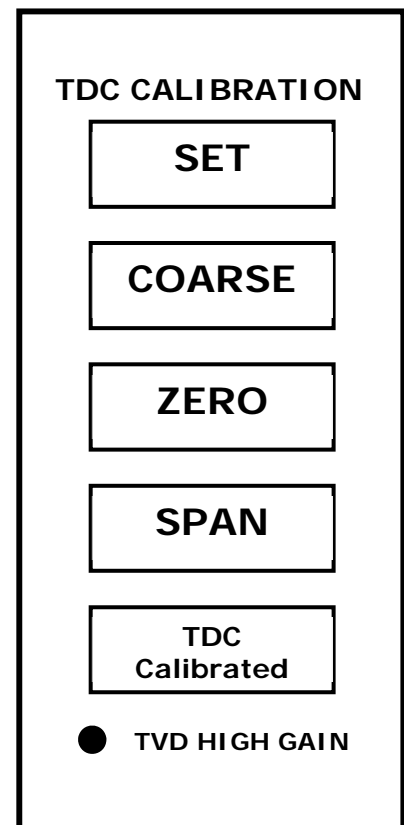 TDC CALIBRATION
SET
COARSE
ZERO
SPAN
TDC
Calibrated
TVD HIGH GAIN